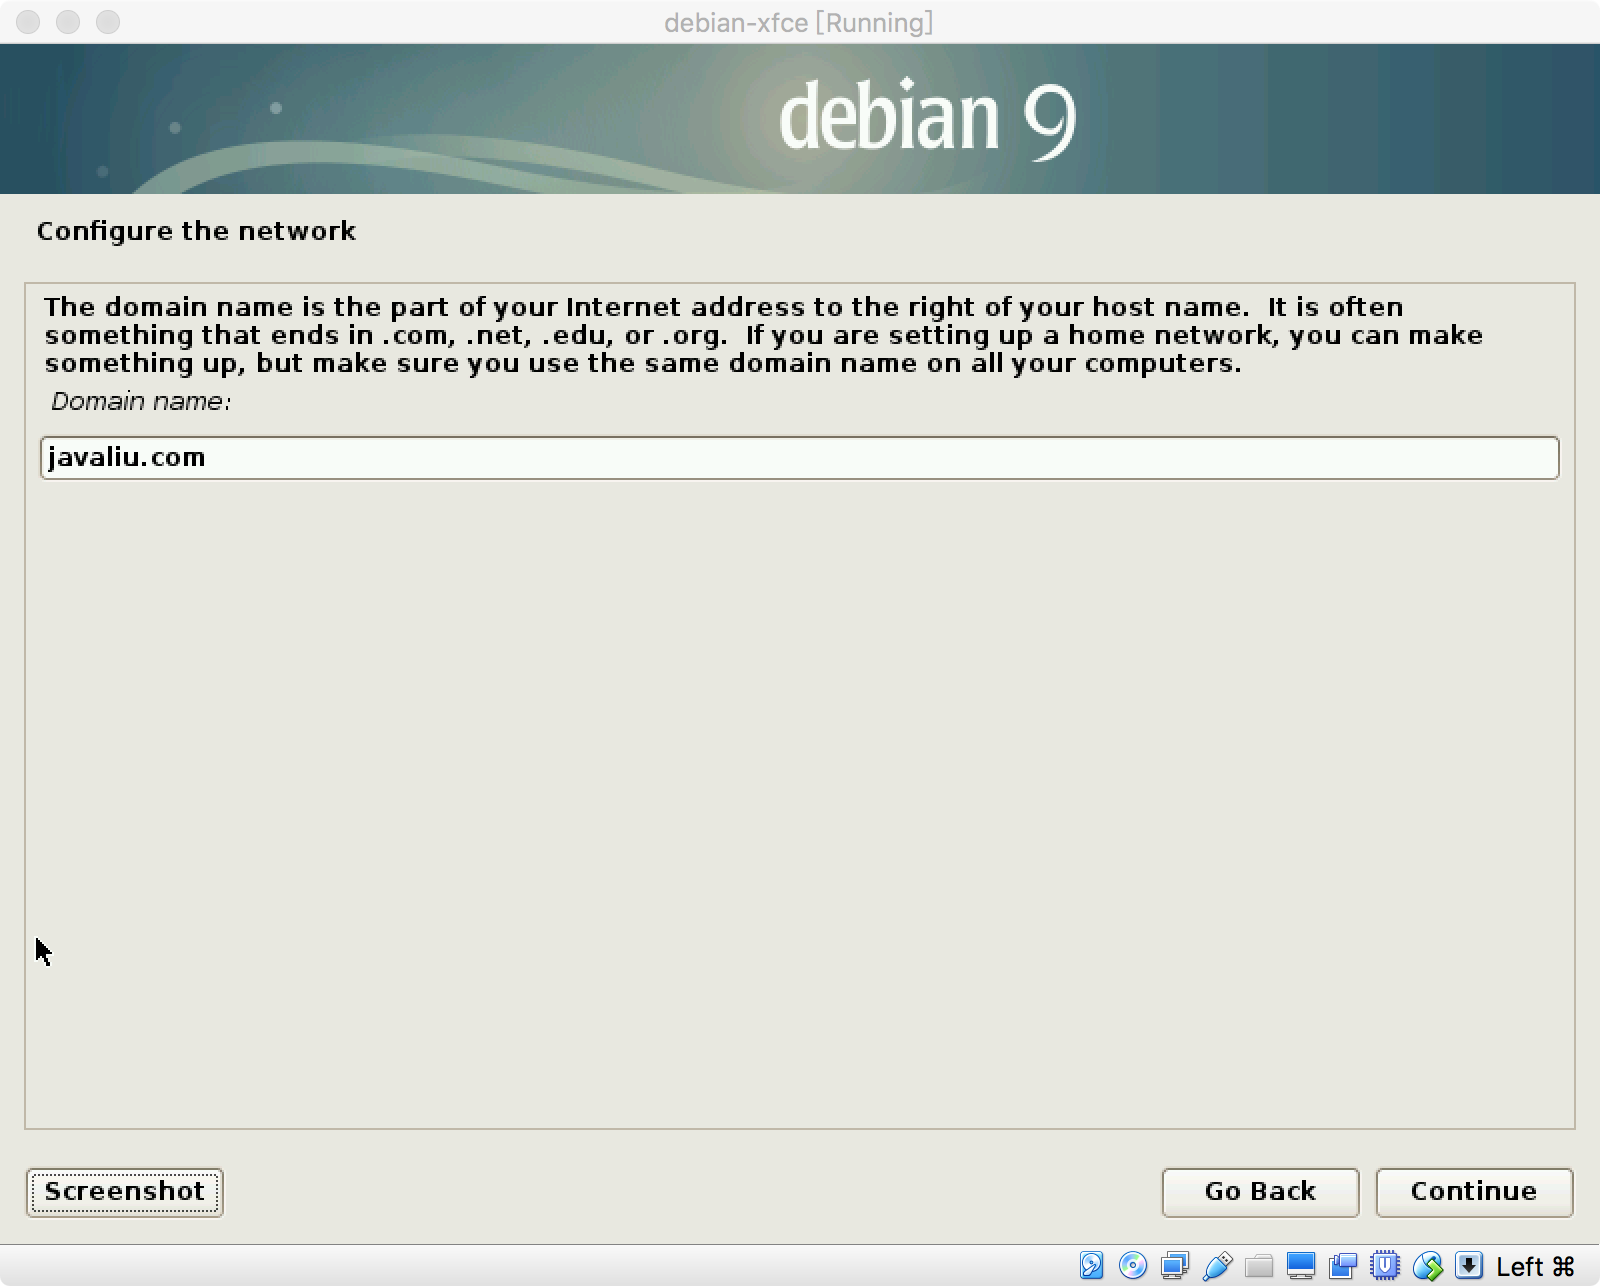 debian-xfce [Running]
debian 9
Configure the network
The domain name is the part of your Internet address to the right of your host name.  It is often
something that ends in .com, .net, .edu, or .org.  If you are setting up a home network, you can make
something up, but make sure you use the same domain name on all your computers.
Domain name:
javaliu.com
Screenshot
Go Back
Continue
Left ⌘